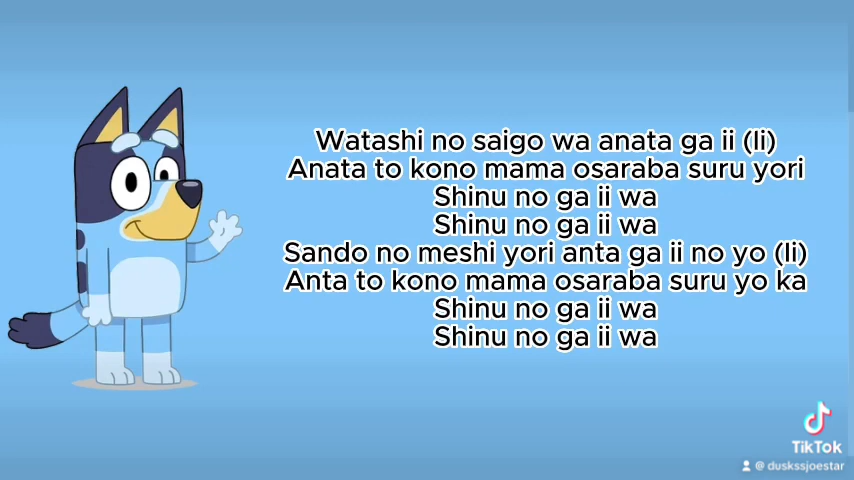 Watashi no saigo wa anata ga ii (Ii)
Anata to kono mama osaraba suru yori
Shinu no ga ii wa
Shinu no ga ii wa
Sando no meshi yori anta ga ii no yo (Ii)
Anta to kono mama osaraba suru yo ka
Shinu no ga ii wa
Shinu no ga ii wa
TikTok
@duskssjoestar